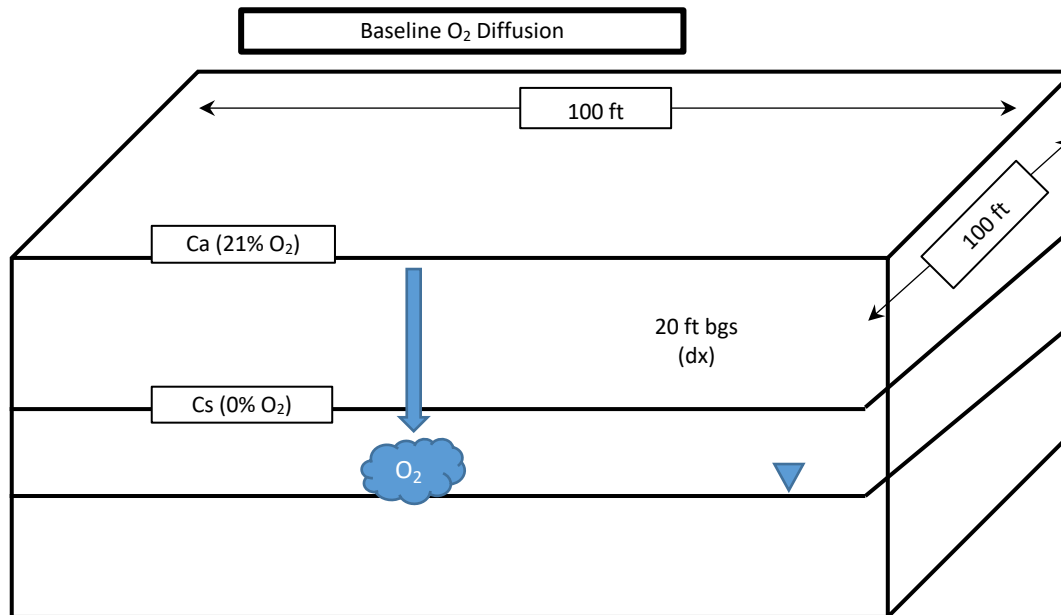 Baseline O₂ Diffusion
100 ft
100 ft
Ca (21% O₂)
20 ft bgs
(dx)
Cs (0% O₂)
O₂